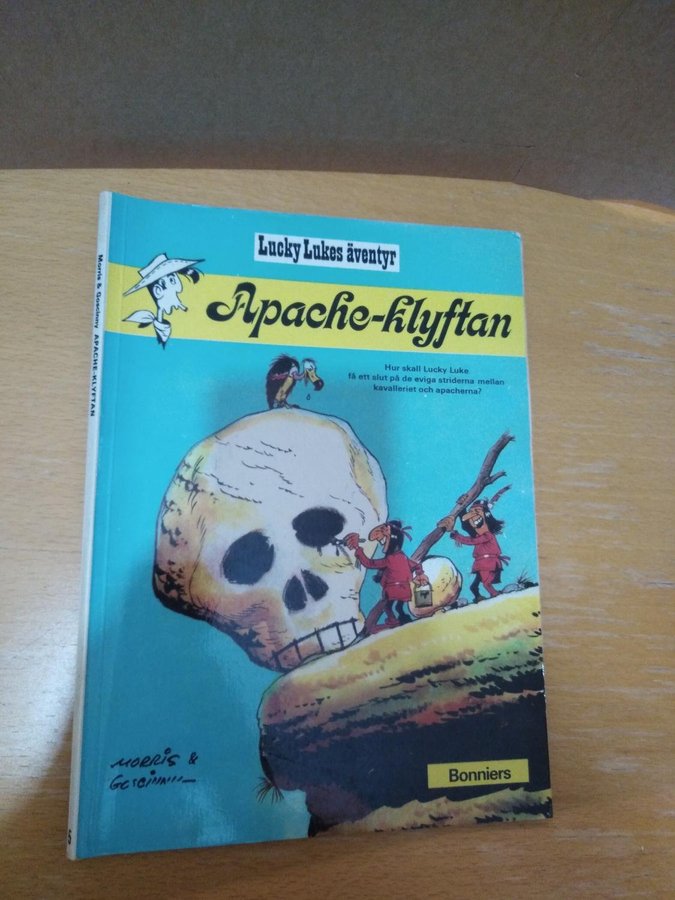 Lucky Lukes äventyr
Apache-klyftan
Hur skall Lucky Luke
få ett slut på de eviga striderna mellan
kavalleriet och apacherna?
MORRIS &
GOSCINNY
Bonniers
Morris & Goscinny APACHE-KLYFTAN
5